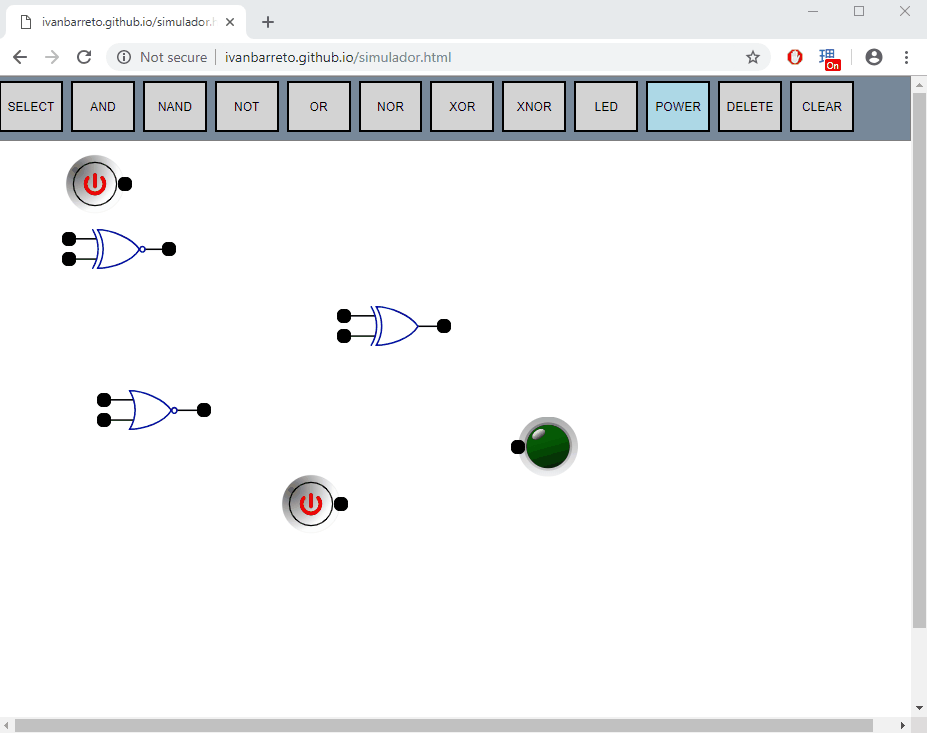 ivanbarreto.github.io/simulador.h
Not secure ivanbarreto.github.io/simulador.html
理 On
SELECT AND NAND NOT OR NOR XOR XNOR LED POWER DELETE CLEAR